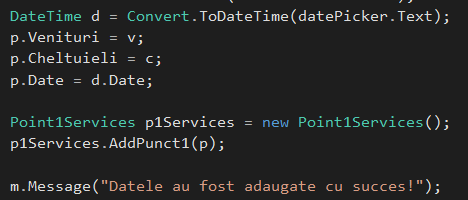 DateTime d = Convert.ToDateTime(datePicker.Text);
p.Venituri = v;
p.Cheltuieli = c;
p.Date = d.Date;
Point1Services p1Services = new Point1Services();
p1Services.AddPunct1(p);
m.Message("Datele au fost adaugate cu succes!");